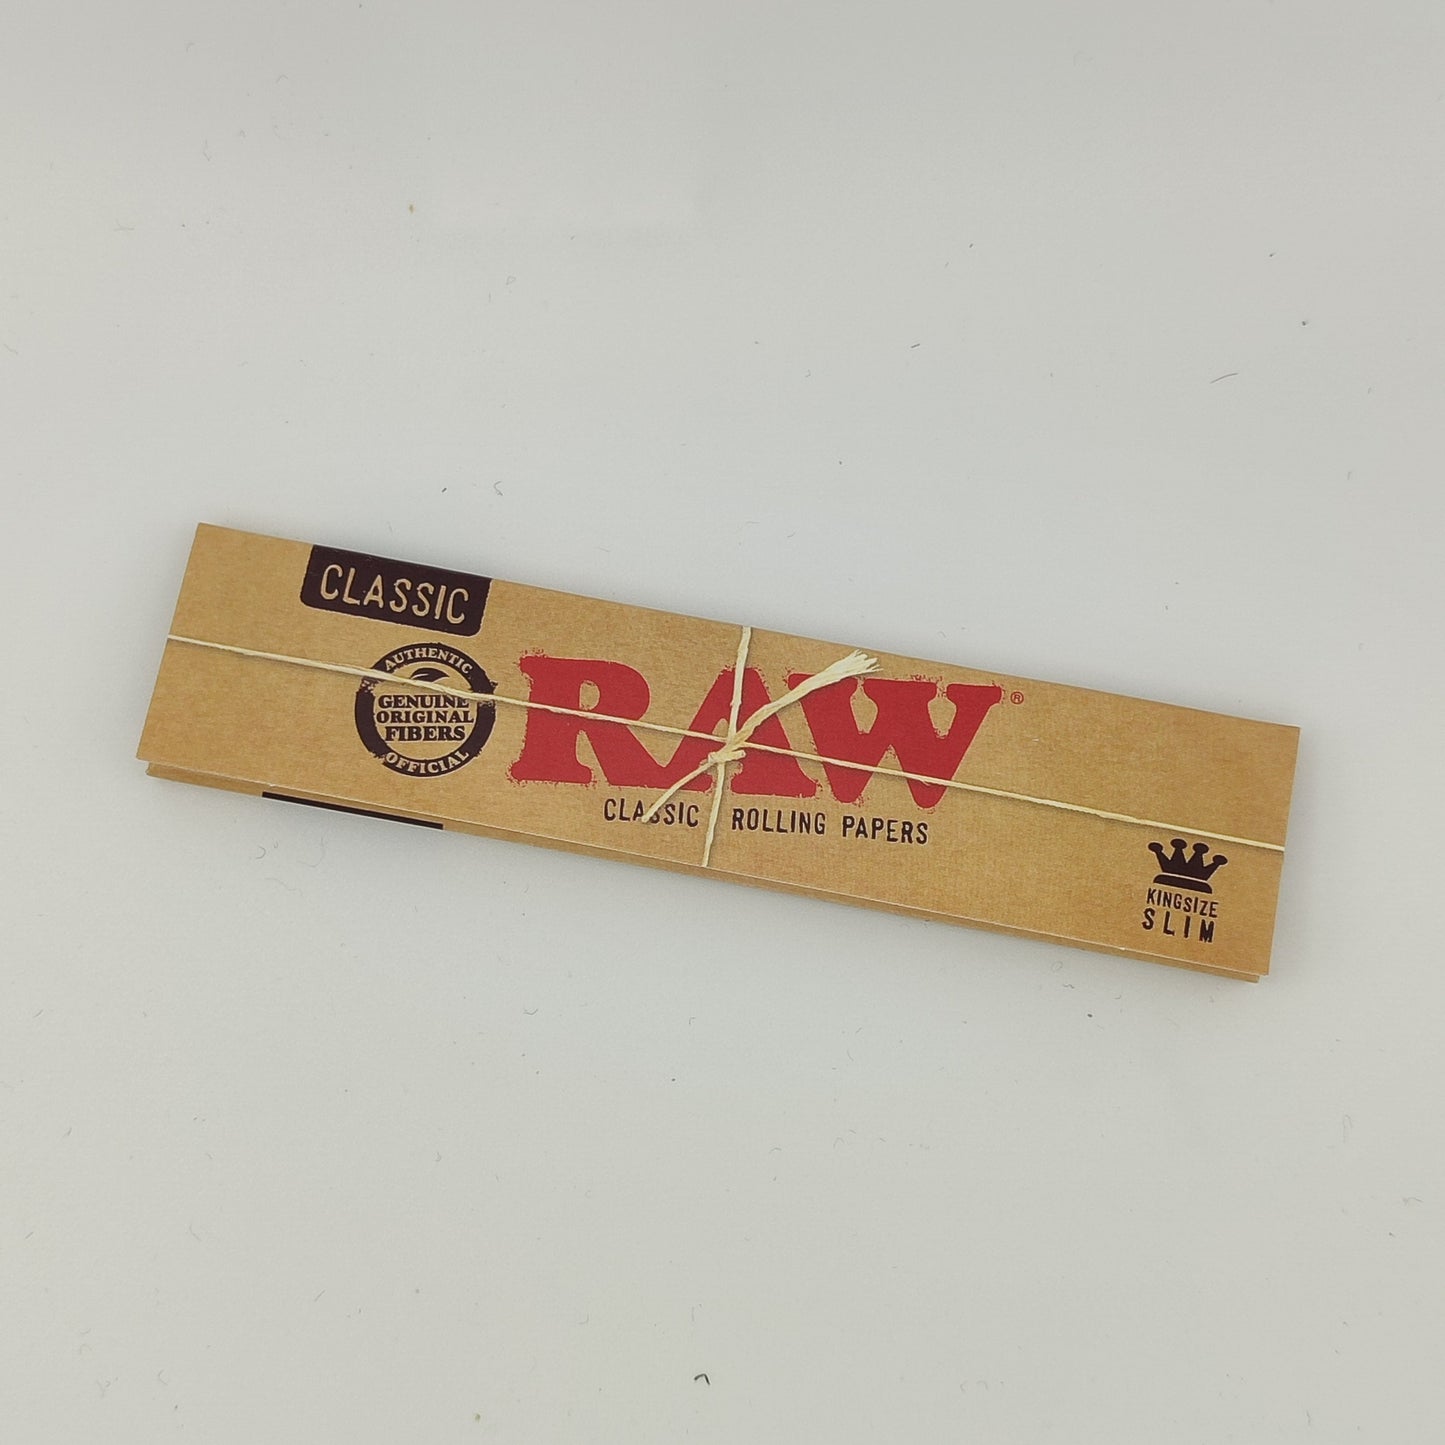 CLASSIC
AUTHENTIC
GENUINE
ORIGINAL
FIBERS
OFFICIAL
RAW®
CLASSIC ROLLING PAPERS
KINGSIZE
SLIM